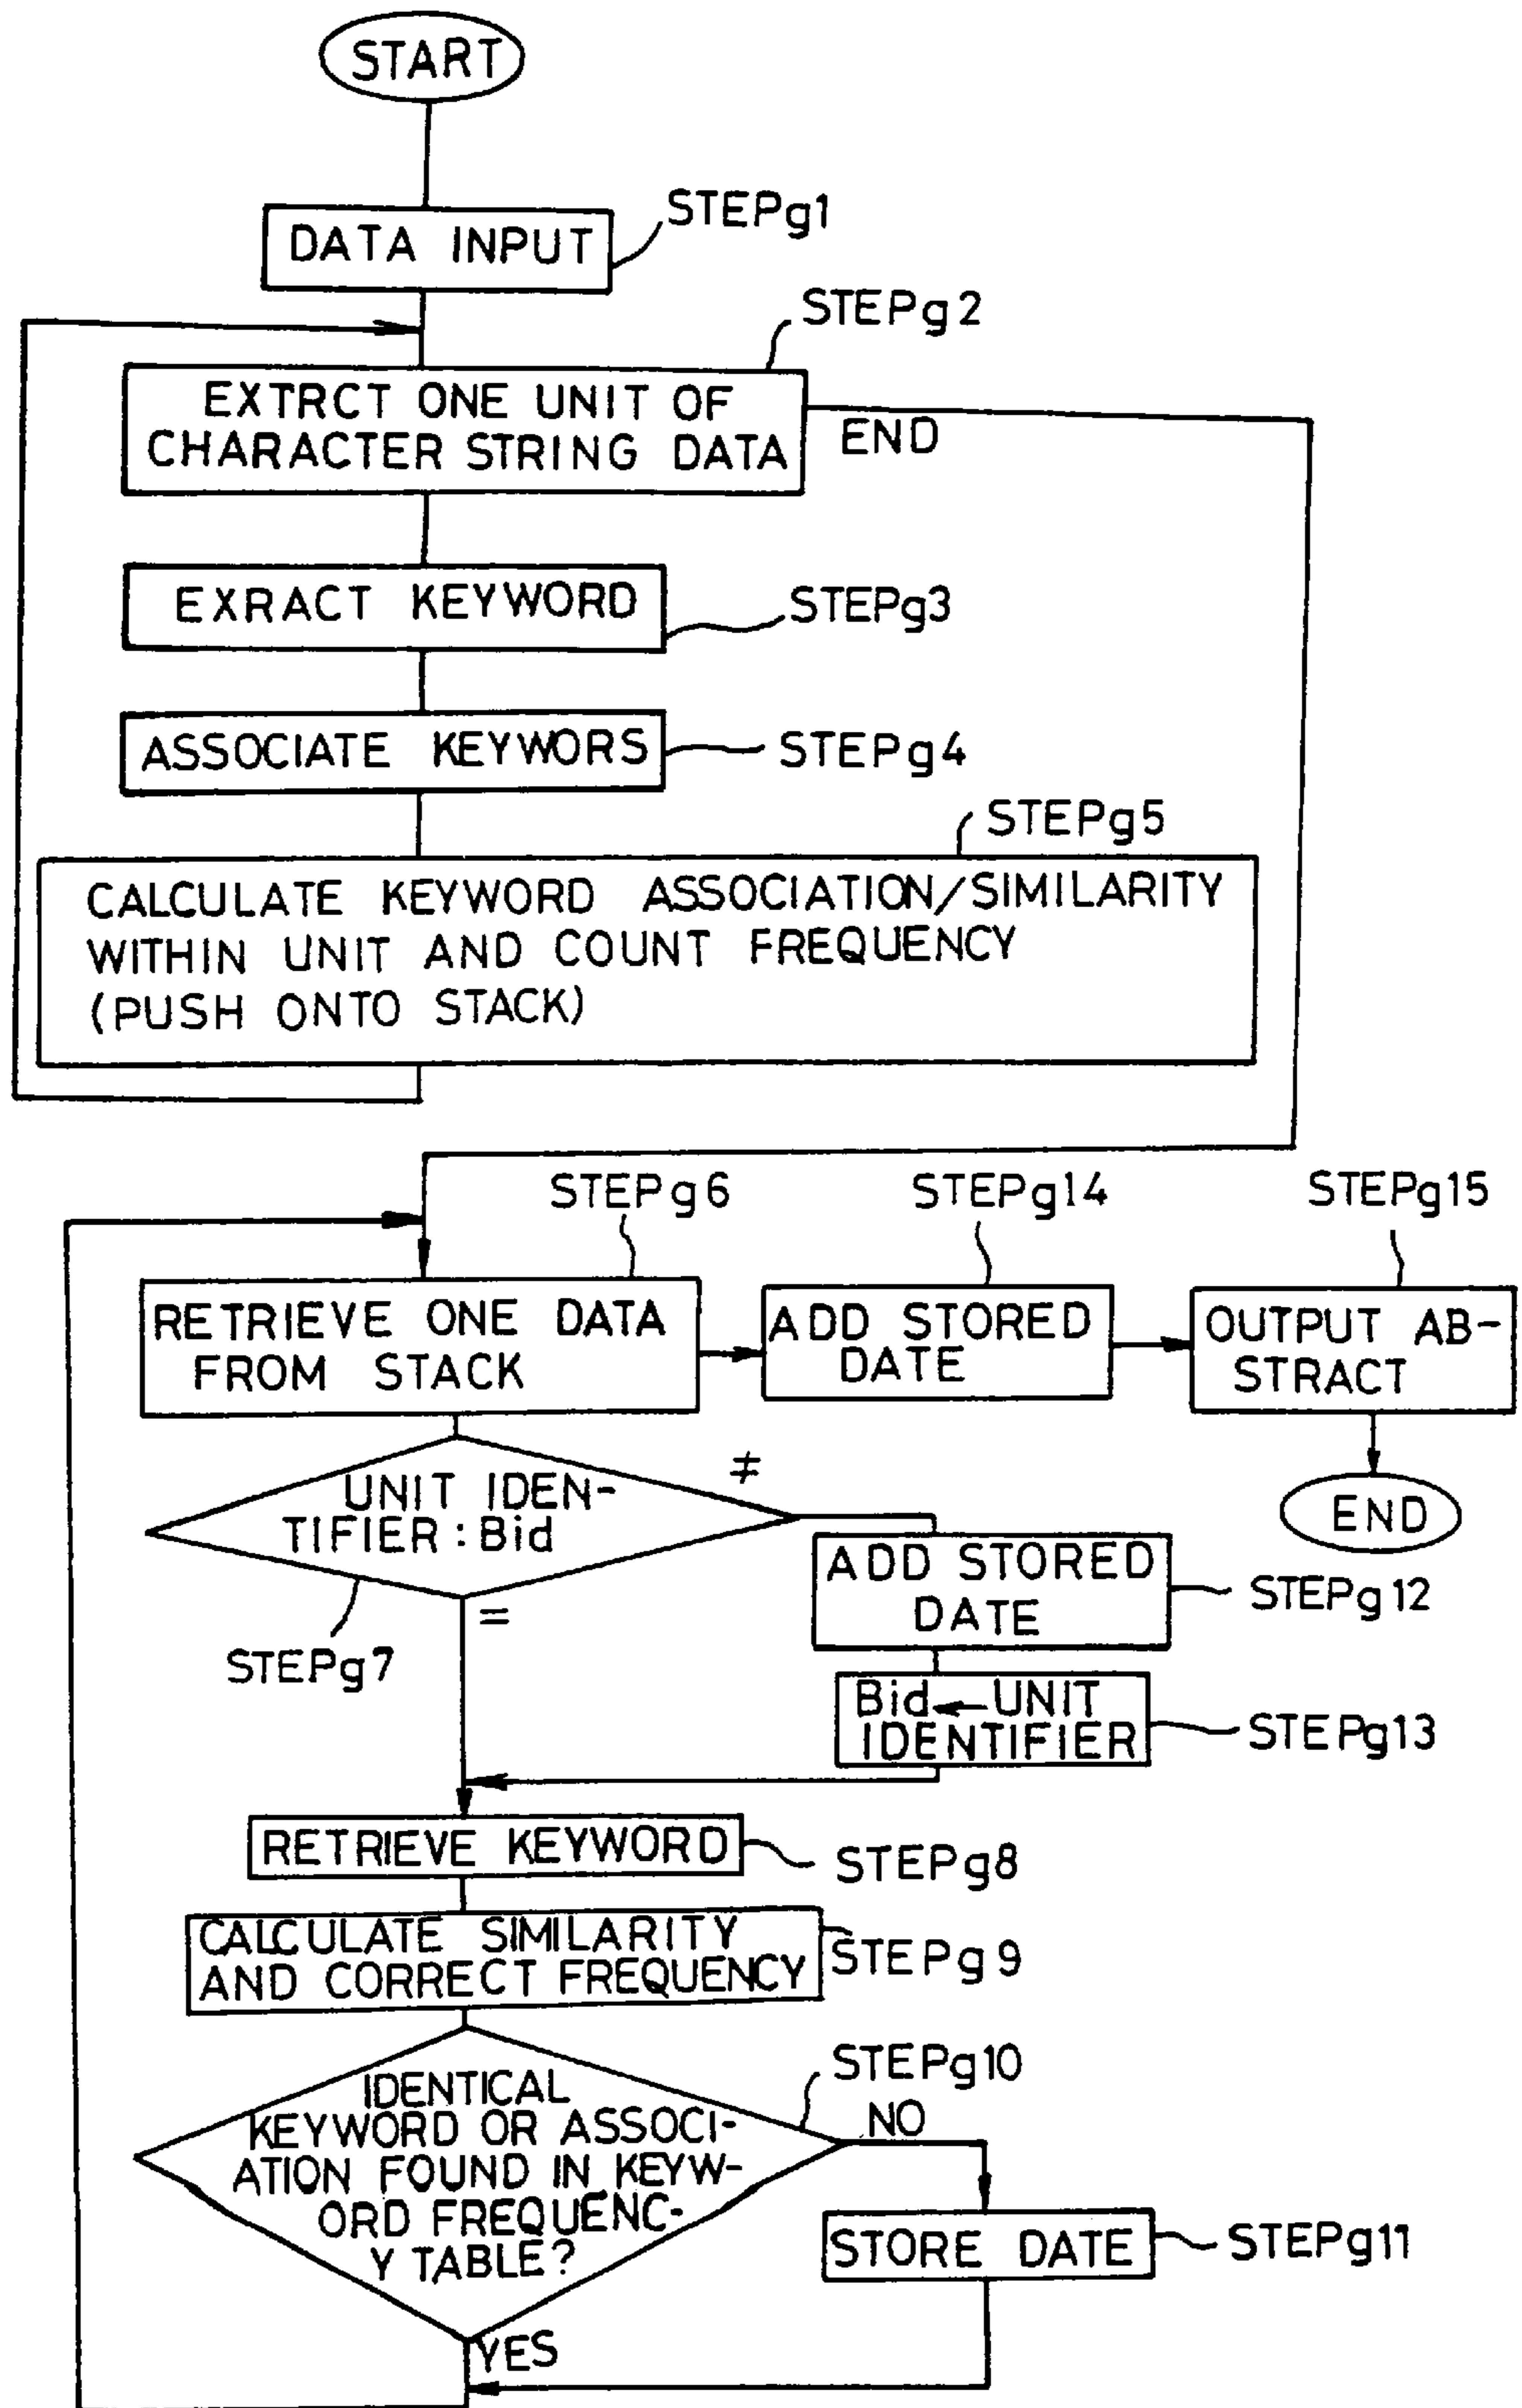 START
DATA INPUT
STEPg1
STEPg2
EXTRCT ONE UNIT OF
CHARACTER STRING DATA
END
EXRACT KEYWORD
STEPg3
ASSOCIATE KEYWORS
STEPg4
STEPg5
CALCULATE KEYWORD ASSOCIATION/SIMILARITY
WITHIN UNIT AND COUNT FREQUENCY
(PUSH ONTO STACK)
STEPg6
STEPg14
STEPg15
RETRIEVE ONE DATA
FROM STACK
ADD STORED
DATE
OUTPUT AB-
STRACT
END
UNIT IDEN-
TIFIER : Bid
≠
=
STEPg7
ADD STORED
DATE
STEPg12
Bid ← UNIT
IDENTIFIER
STEPg13
RETRIEVE KEYWORD
STEPg8
CALCULATE SIMILARITY
AND CORRECT FREQUENCY
STEPg9
IDENTICAL
KEYWORD OR ASSOCI-
ATION FOUND IN KEYW-
ORD FREQUENC-
Y TABLE?
STEPg10
NO
STORE DATE
STEPg11
YES